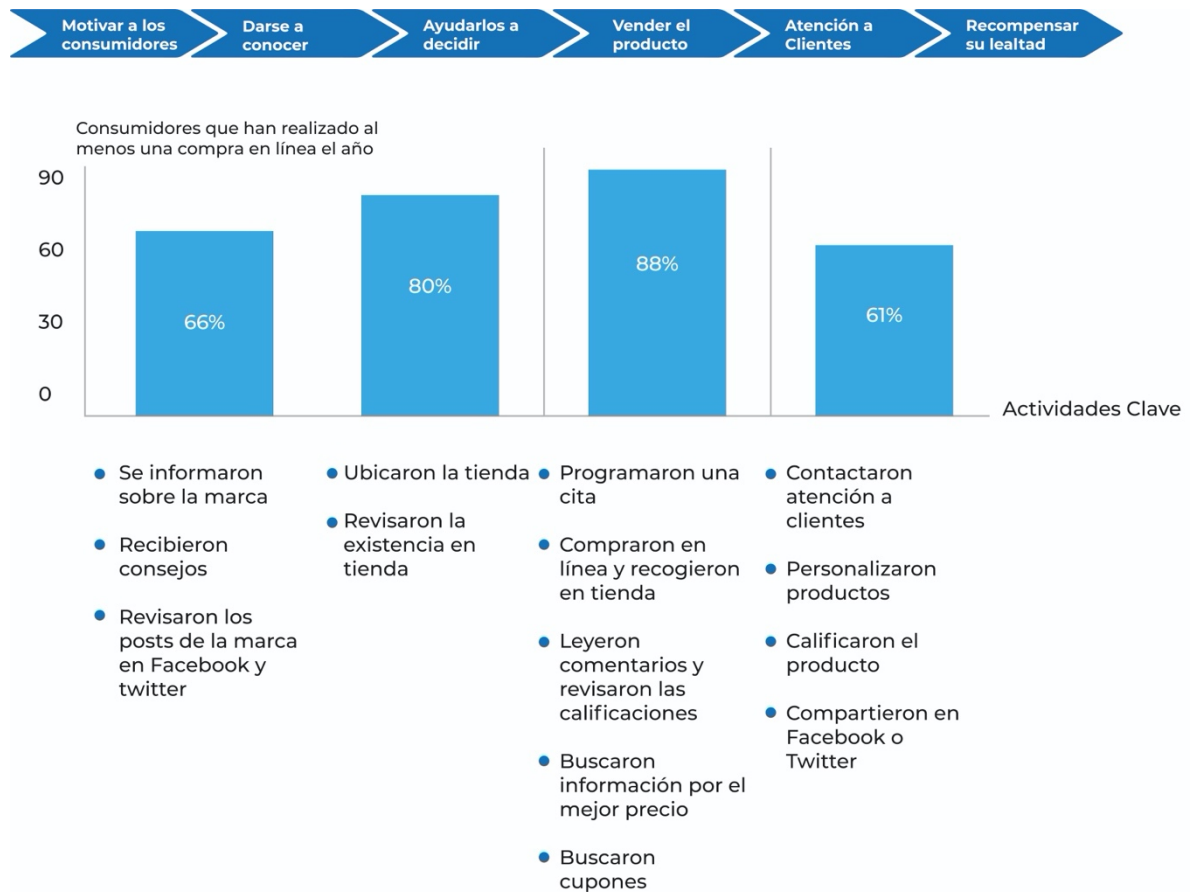 Motivar a los
consumidores
Darse a
conocer
Ayudarlos a
decidir
Vender el
producto
Atención a
Clientes
Recompensar
su lealtad
Consumidores que han realizado al
menos una compra en línea el año
90
60
30
0
66%
80%
88%
61%
Actividades Clave
Se informaron
sobre la marca
Recibieron
consejos
Revisaron los
posts de la marca
en Facebook y
twitter
Ubicaron la tienda
Revisaron la
existencia en
tienda
Programaron una
cita
Compraron en
línea y recogieron
en tienda
Leyeron
comentarios y
revisaron las
calificaciones
Buscaron
información por el
mejor precio
Buscaron
cupones
Contactaron
atención a
clientes
Personalizaron
productos
Calificaron el
producto
Compartieron en
Facebook o
Twitter